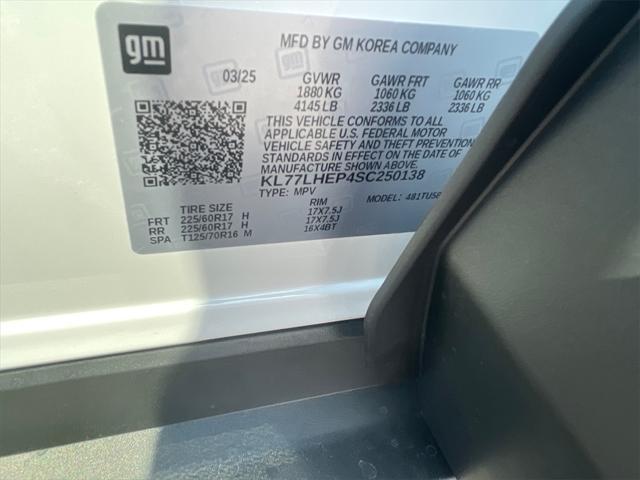 gm
MFD BY GM KOREA COMPANY
03/25 GVWR GAWR FRT GAWR RR
1880 KG 1060 KG 1060 KG
4145 LB 2336 LB 2336 LB
THIS VEHICLE CONFORMS TO ALL
APPLICABLE U.S. FEDERAL MOTOR
VEHICLE SAFETY AND THEFT PREVENTION
STANDARDS IN EFFECT ON THE DATE OF
MANUFACTURE SHOWN ABOVE.
KL77LHEP4SC250138
TYPE: MPV MODEL:
TIRE SIZE RIM
FRT 225/60R17 H 17X7.5J
RR 225/60R17 H 17X7.5J
SPA T125/70R16 M 16X4BT